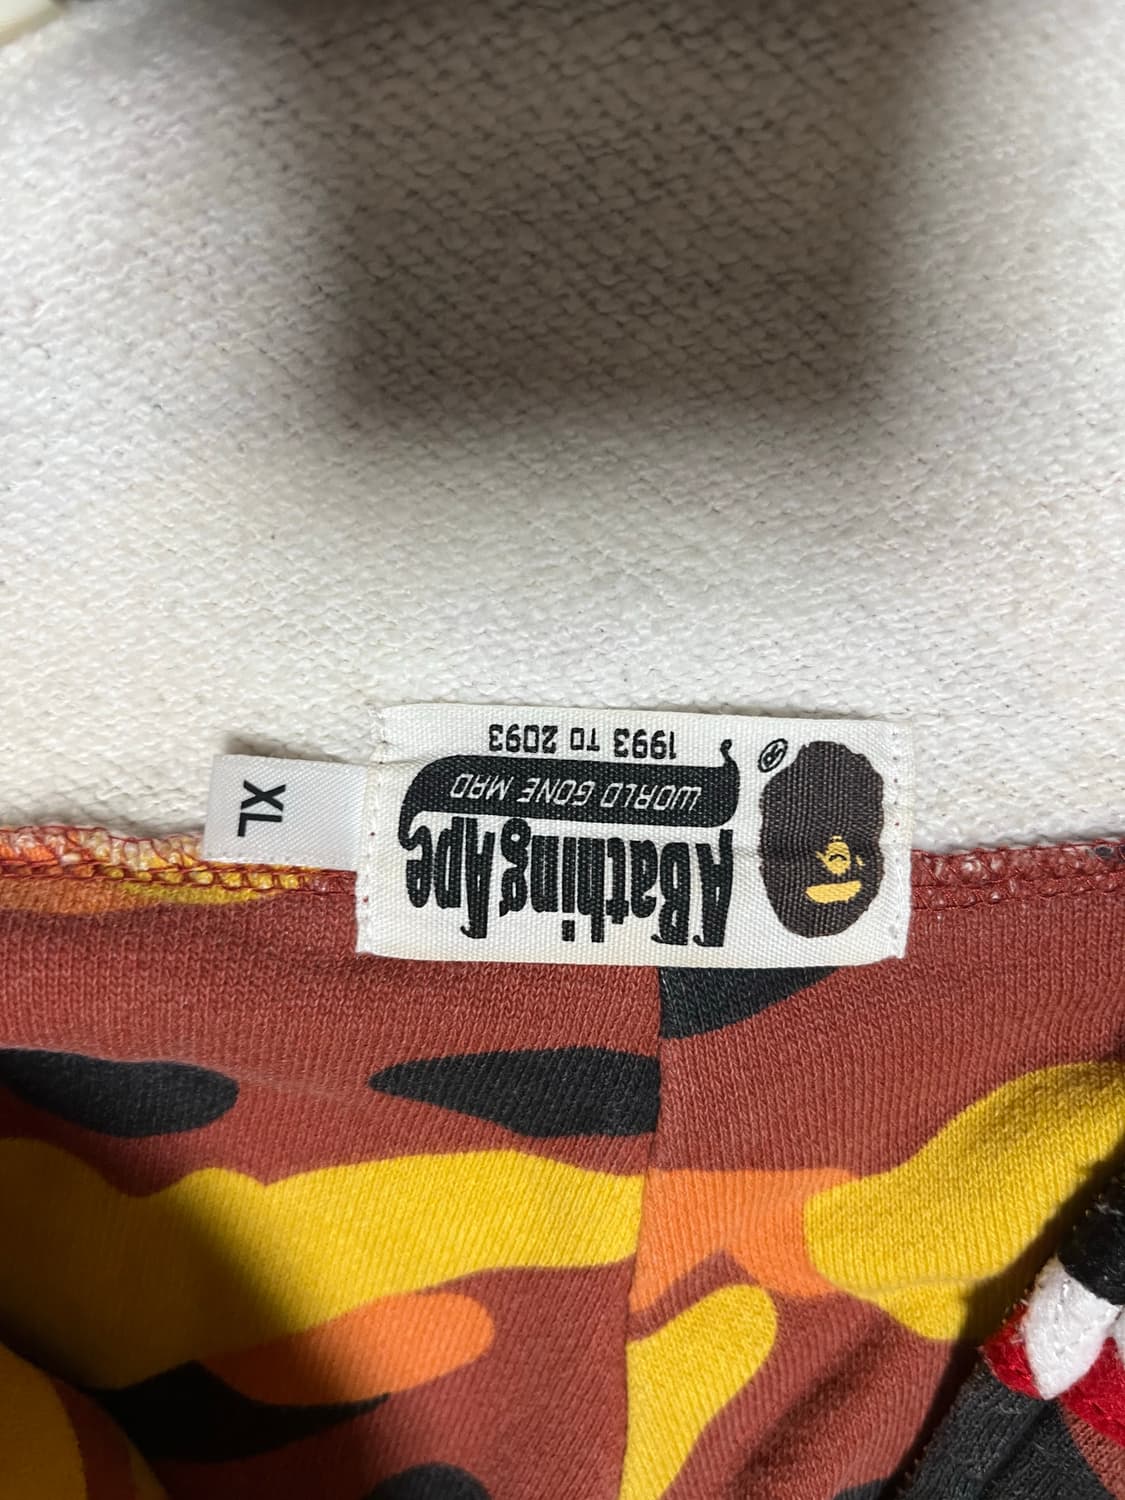 ABathingApe
WORLD GONE MAD
1993 TO 2093
®
XL